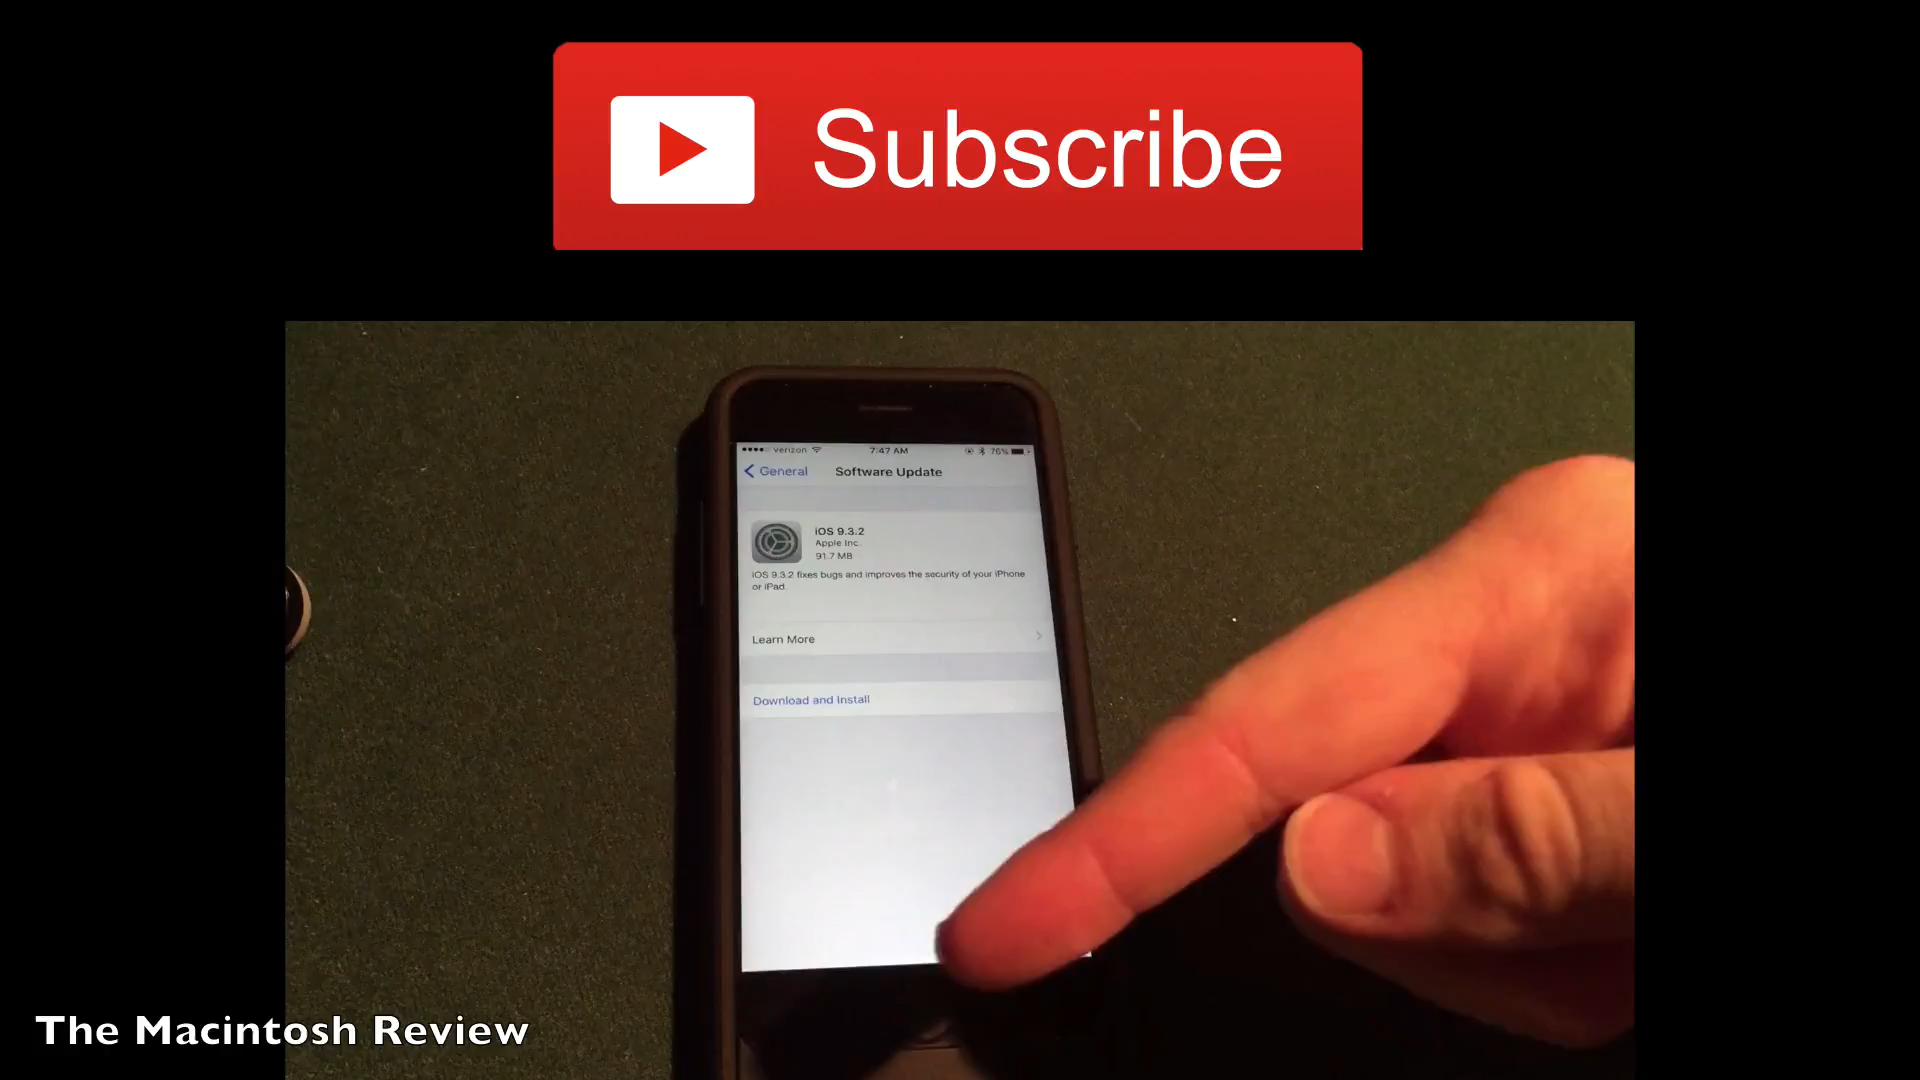 Subscribe
verizon 7:47 AM 76%
General Software Update
iOS 9.3.2
Apple Inc.
91.7 MB
iOS 9.3.2 fixes bugs and improves the security of your iPhone
or iPad.
Learn More
Download and Install
The Macintosh Review